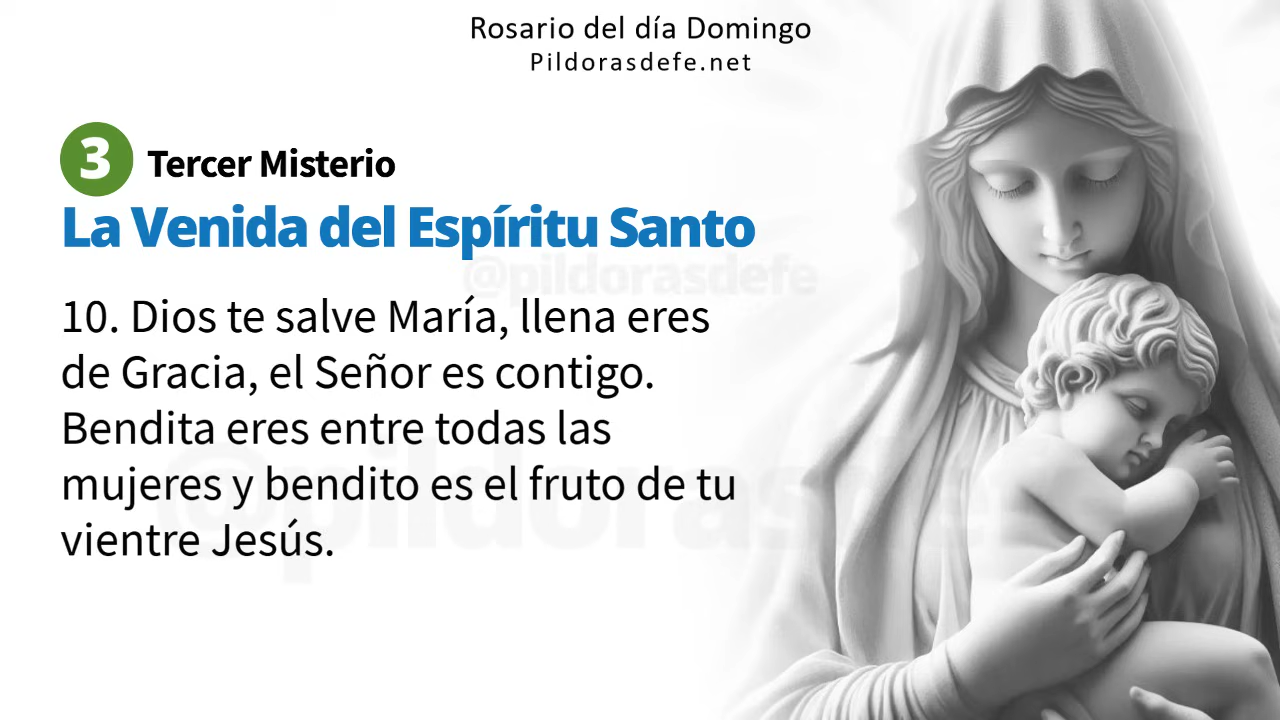 Rosario del día Domingo
Pildorasdefe.net
3 Tercer Misterio
La Venida del Espíritu Santo
@pildorasdefe
10. Dios te salve María, llena eres
de Gracia, el Señor es contigo.
Bendita eres entre todas las
mujeres y bendito es el fruto de tu
vientre Jesús.
@pildorasdefe